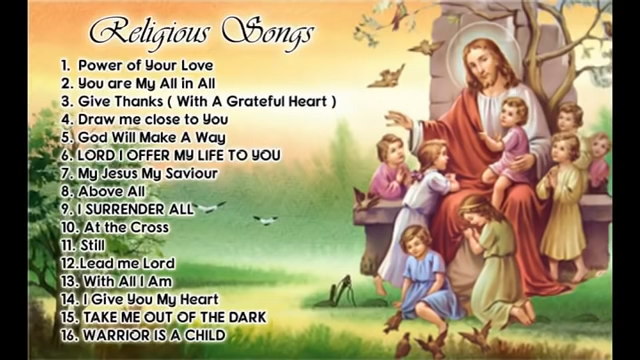 Religious Songs
1. Power of Your Love
2. You are My All in All
3. Give Thanks ( With A Grateful Heart )
4. Draw me close to You
5. God Will Make A Way
6. LORD I OFFER MY LIFE TO YOU
7. My Jesus My Saviour
8. Above All
9. I SURRENDER ALL
10. At the Cross
11. Still
12.Lead me Lord
13. With All I Am
14. I Give You My Heart
15. TAKE ME OUT OF THE DARK
16. WARRIOR IS A CHILD